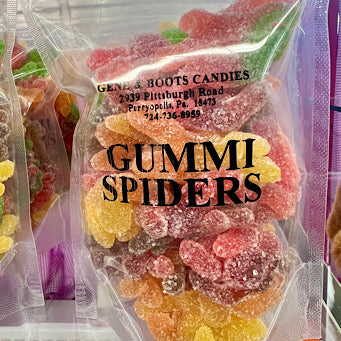 GENE & BOOTS CANDIES
2939 Pittsburgh Road
Perryopolis, Pa. 15473
724-736-8959
GUMMI
SPIDERS